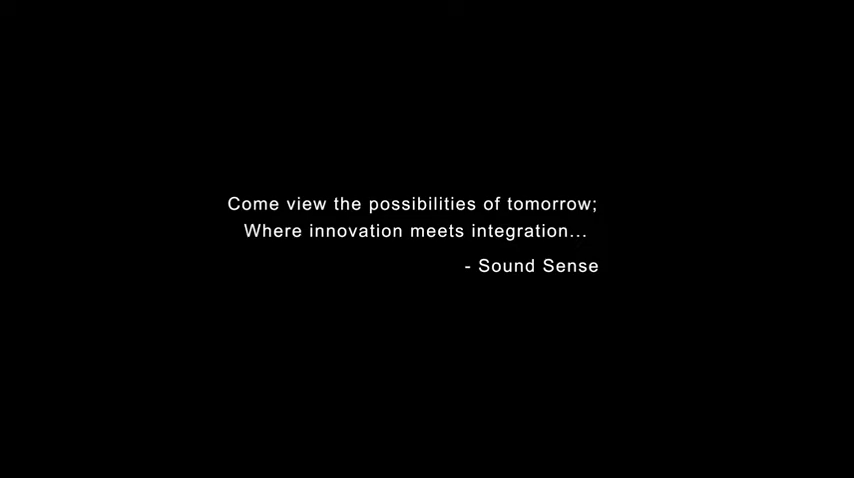 Come view the possibilities of tomorrow;
Where innovation meets integration...
- Sound Sense